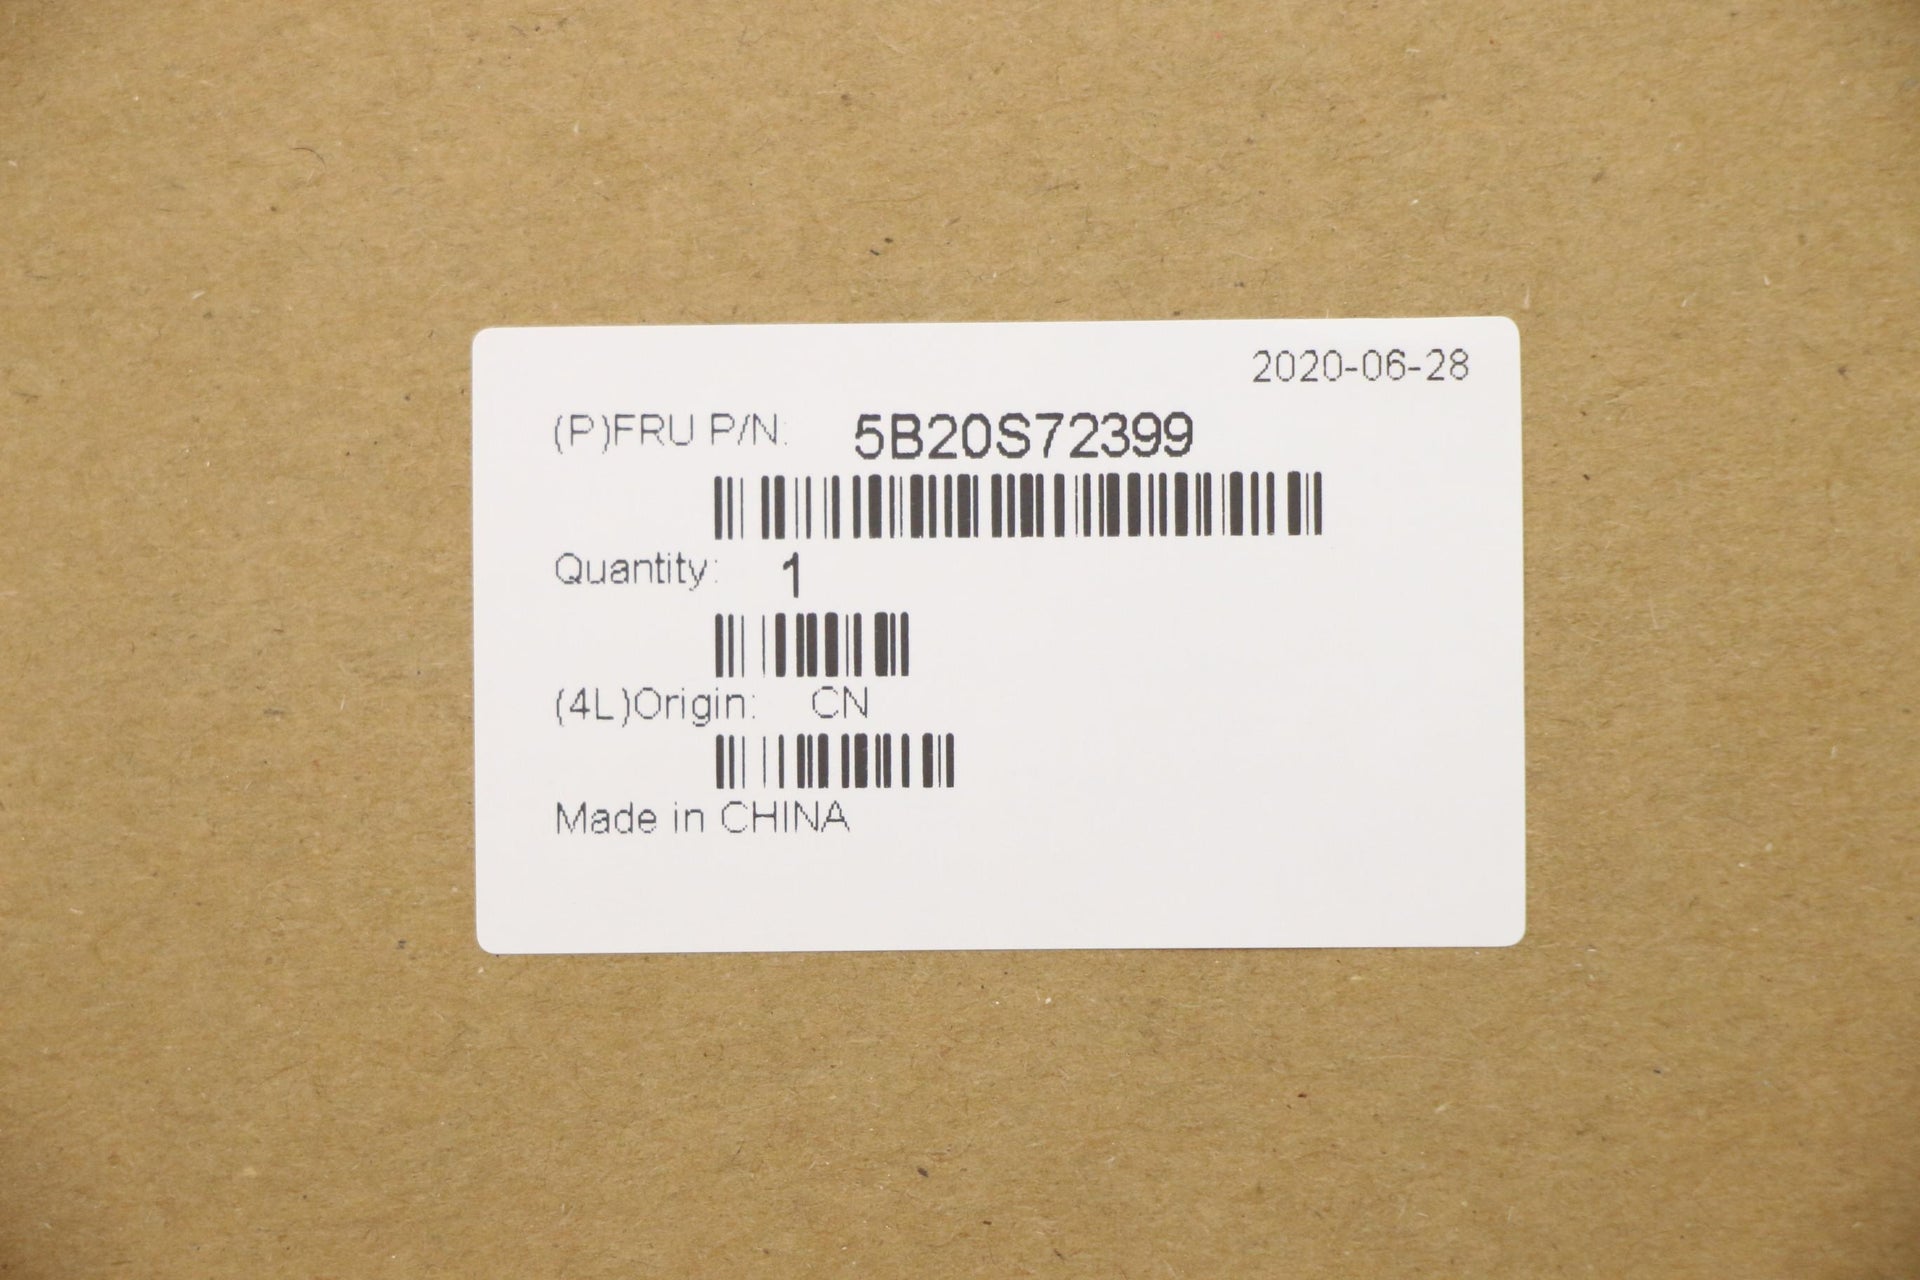 2020-06-28
(P)FRU P/N: 5B20S72399
Quantity: 1
(4L)Origin: CN
Made in CHINA